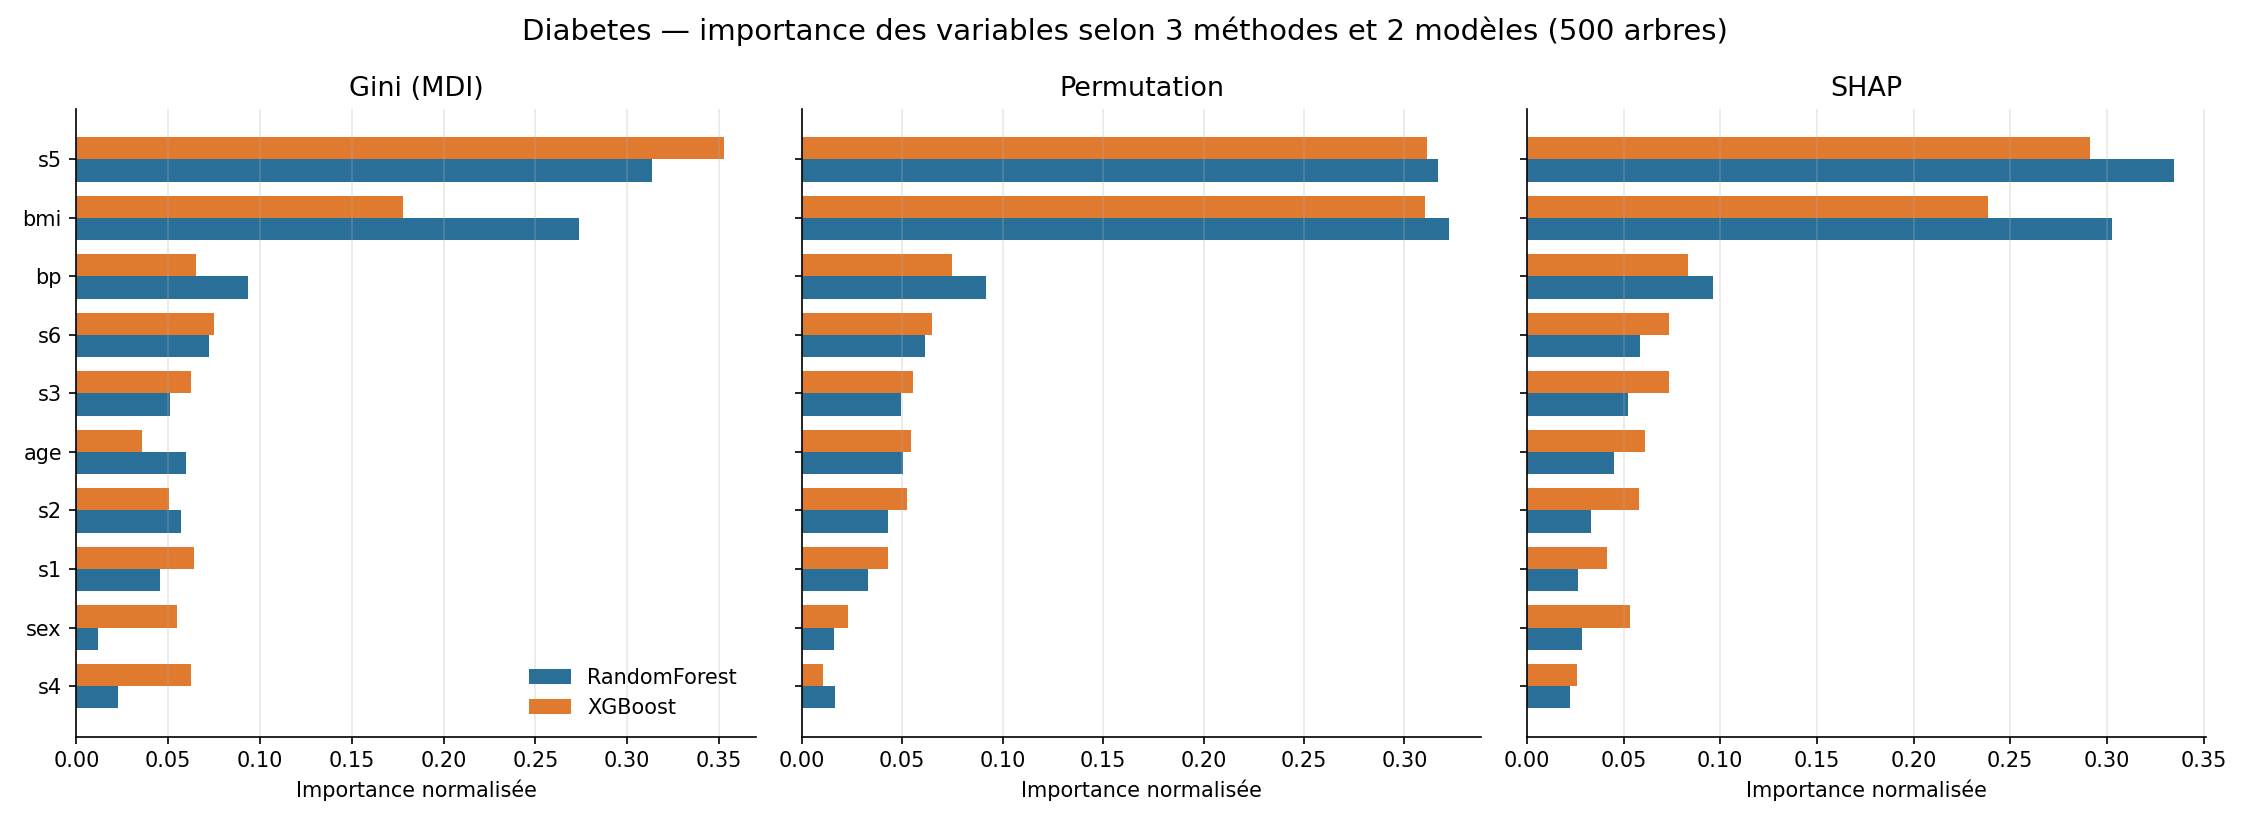 Diabetes — importance des variables selon 3 méthodes et 2 modèles (500 arbres)
Gini (MDI)
s5
bmi
bp
s6
s3
age
s2
s1
sex
s4
RandomForest
XGBoost
0.00 0.05 0.10 0.15 0.20 0.25 0.30 0.35
Importance normalisée
Permutation
0.00 0.05 0.10 0.15 0.20 0.25 0.30
Importance normalisée
SHAP
0.00 0.05 0.10 0.15 0.20 0.25 0.30 0.35
Importance normalisée